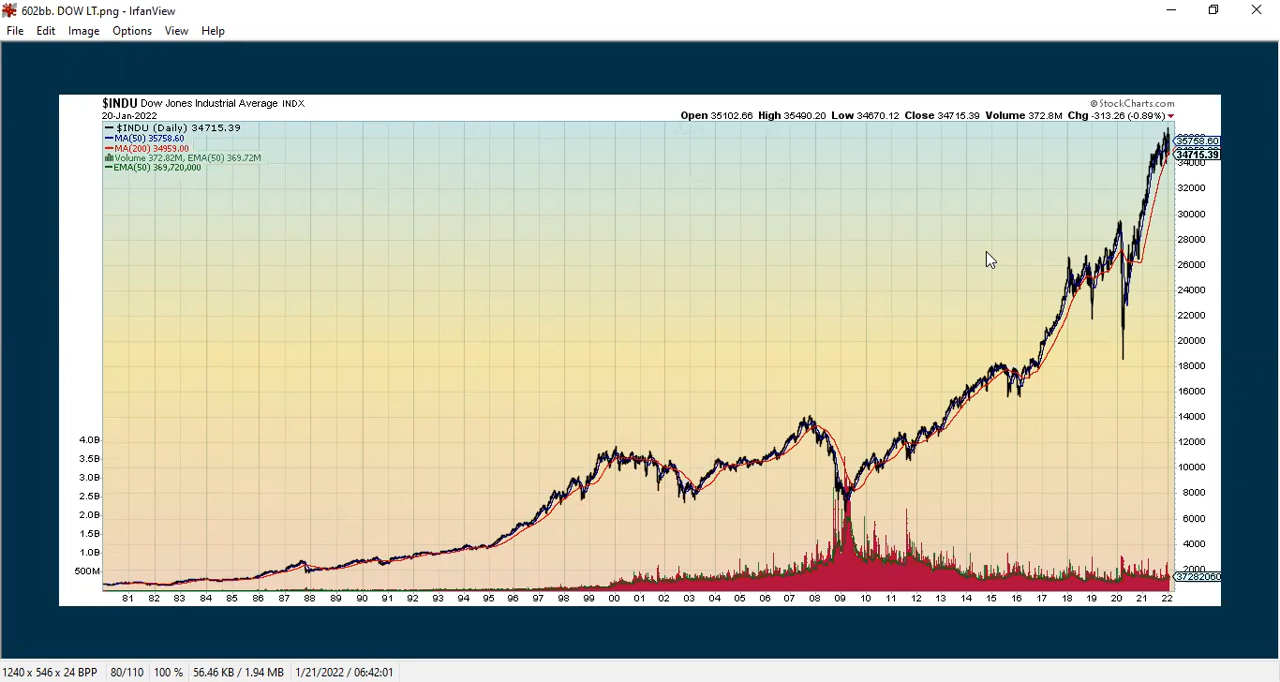 602bb. DOW LT.png - IrfanView
File Edit Image Options View Help
$INDU Dow Jones Industrial Average INDX
© StockCharts.com
20-Jan-2022
Open 35102.66 High 35490.20 Low 34670.12 Close 34715.39 Volume 372.8M Chg -313.26 (-0.89%)
$INDU (Daily) 34715.39
MA(50) 35758.60
MA(200) 34959.00
Volume 372.82M, EMA(50) 369.72M
EMA(50) 369,720,000
35758.60
34715.39
34000
32000
30000
28000
26000
24000
22000
20000
18000
16000
14000
4.0B 12000
3.5B
10000
3.0B
2.5B 8000
2.0B 6000
1.5B
1.0B 4000
500M 2000
37282060
81 82 83 84 85 86 87 88 89 90 91 92 93 94 95 96 97 98 99 00 01 02 03 04 05 06 07 08 09 10 11 12 13 14 15 16 17 18 19 20 21 22
1240 x 546 x 24 BPP 80/110 100 % 56.46 KB / 1.94 MB 1/21/2022 / 06:42:01